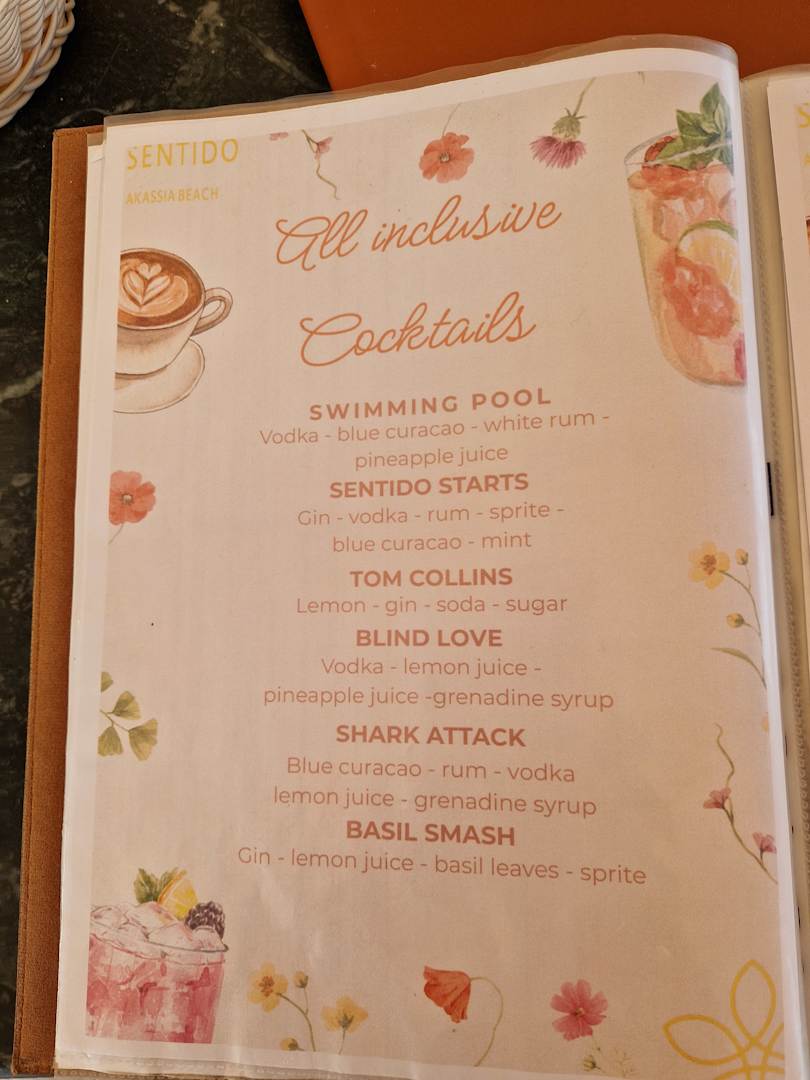 SENTIDO
AKASSIA BEACH
All inclusive
Cocktails
SWIMMING POOL
Vodka - blue curacao - white rum -
pineapple juice
SENTIDO STARTS
Gin - vodka - rum - sprite -
blue curacao - mint
TOM COLLINS
Lemon - gin - soda - sugar
BLIND LOVE
Vodka - lemon juice -
pineapple juice -grenadine syrup
SHARK ATTACK
Blue curacao - rum - vodka
lemon juice - grenadine syrup
BASIL SMASH
Gin - lemon juice - basil leaves - sprite